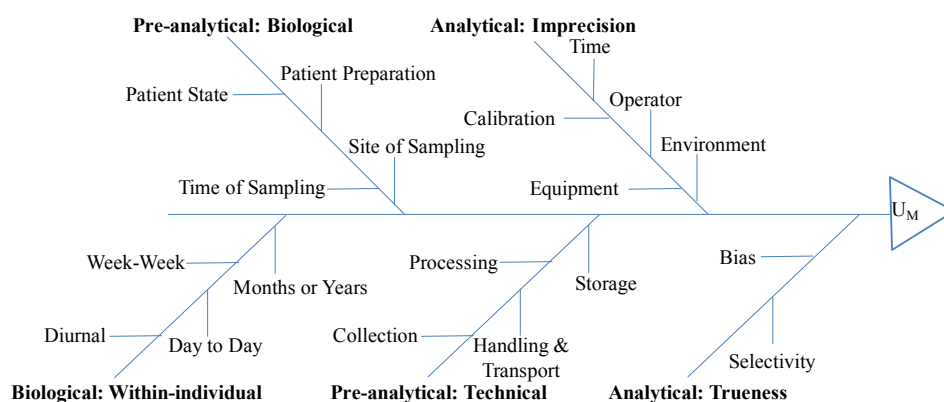 Pre-analytical: Biological
Analytical: Imprecision
Time
Patient Preparation
Patient State
Operator
Calibration
Site of Sampling
Environment
Time of Sampling
Equipment
U_M
Week-Week
Processing
Bias
Months or Years
Storage
Diurnal
Day to Day
Collection
Handling &
Transport
Selectivity
Biological: Within-individual
Pre-analytical: Technical
Analytical: Trueness